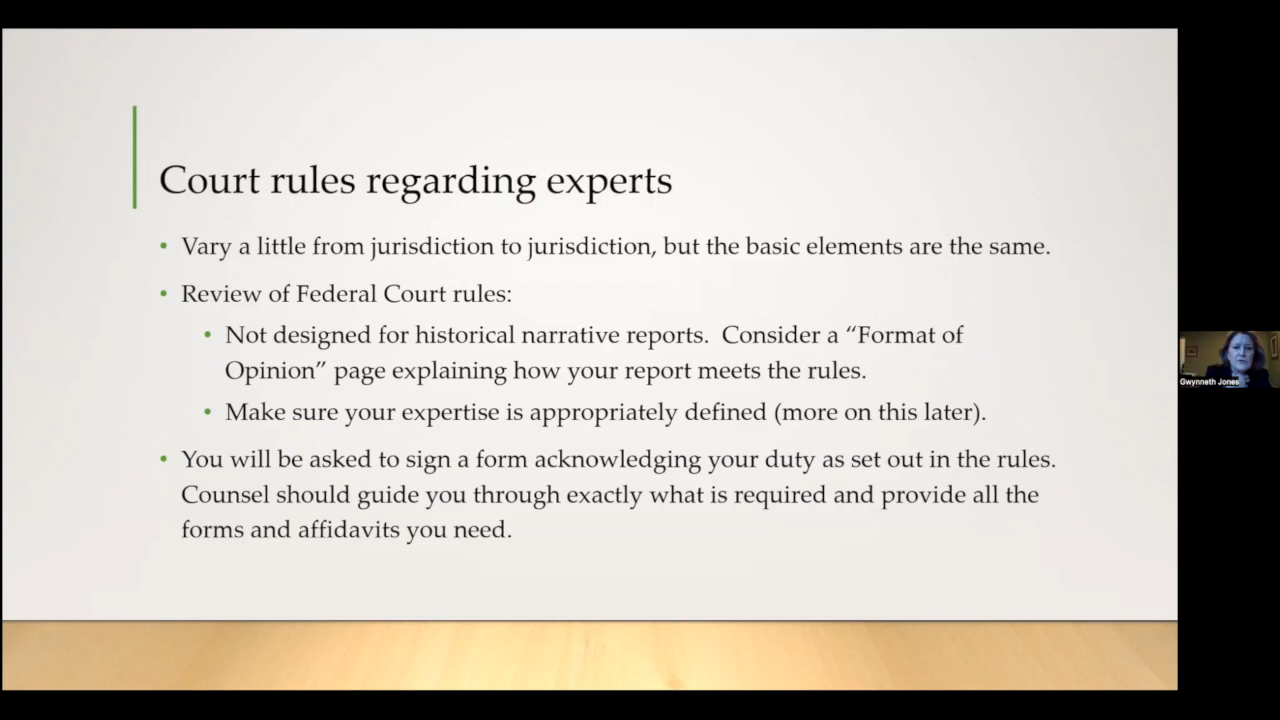 Court rules regarding experts
• Vary a little from jurisdiction to jurisdiction, but the basic elements are the same.
• Review of Federal Court rules:
• Not designed for historical narrative reports.  Consider a “Format of
Opinion” page explaining how your report meets the rules.
• Make sure your expertise is appropriately defined (more on this later).
• You will be asked to sign a form acknowledging your duty as set out in the rules.
Counsel should guide you through exactly what is required and provide all the
forms and affidavits you need.
Gwynneth Jones